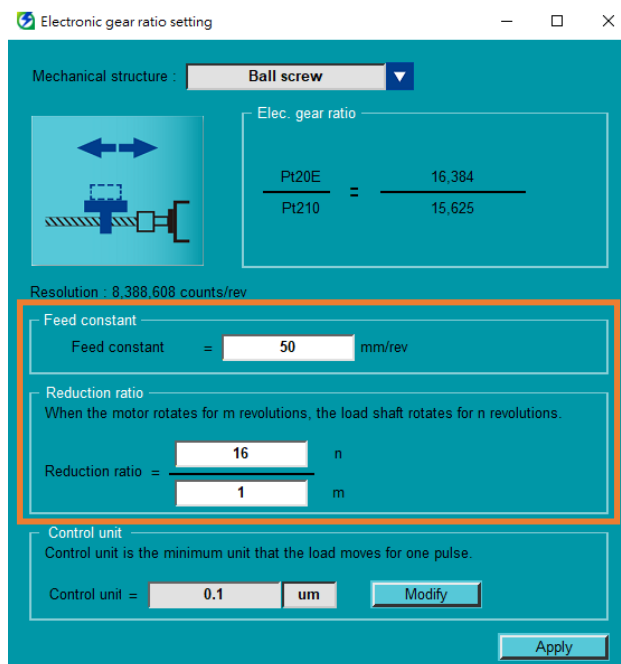 Electronic gear ratio setting
Mechanical structure : Ball screw
Elec. gear ratio
Pt20E = 16,384
Pt210 15,625
Resolution : 8,388,608 counts/rev
Feed constant
Feed constant = 50 mm/rev
Reduction ratio
When the motor rotates for m revolutions, the load shaft rotates for n revolutions.
16 n
Reduction ratio =
1 m
Control unit
Control unit is the minimum unit that the load moves for one pulse.
Control unit = 0.1 um Modify
Apply